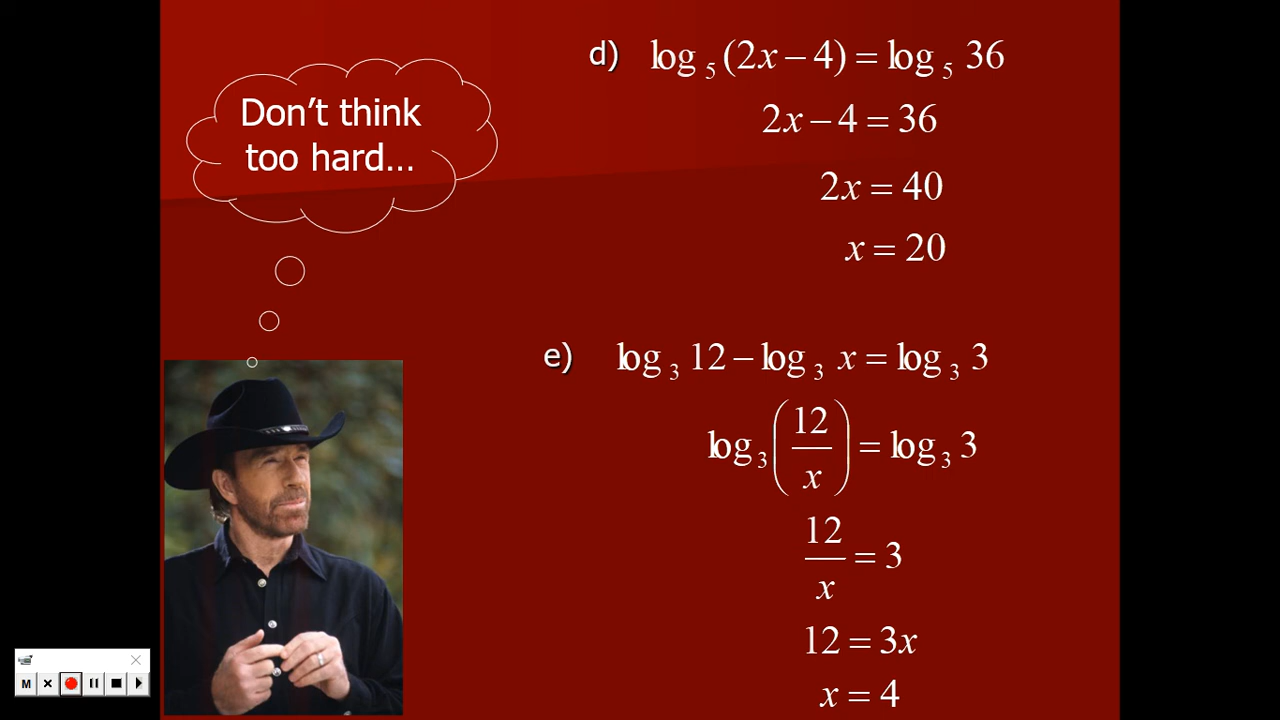 Don't think
too hard...
d) log₅(2x − 4) = log₅ 36
2x − 4 = 36
2x = 40
x = 20
e) log₃ 12 − log₃ x = log₃ 3
log₃(12/x) = log₃ 3
12/x = 3
12 = 3x
x = 4
M